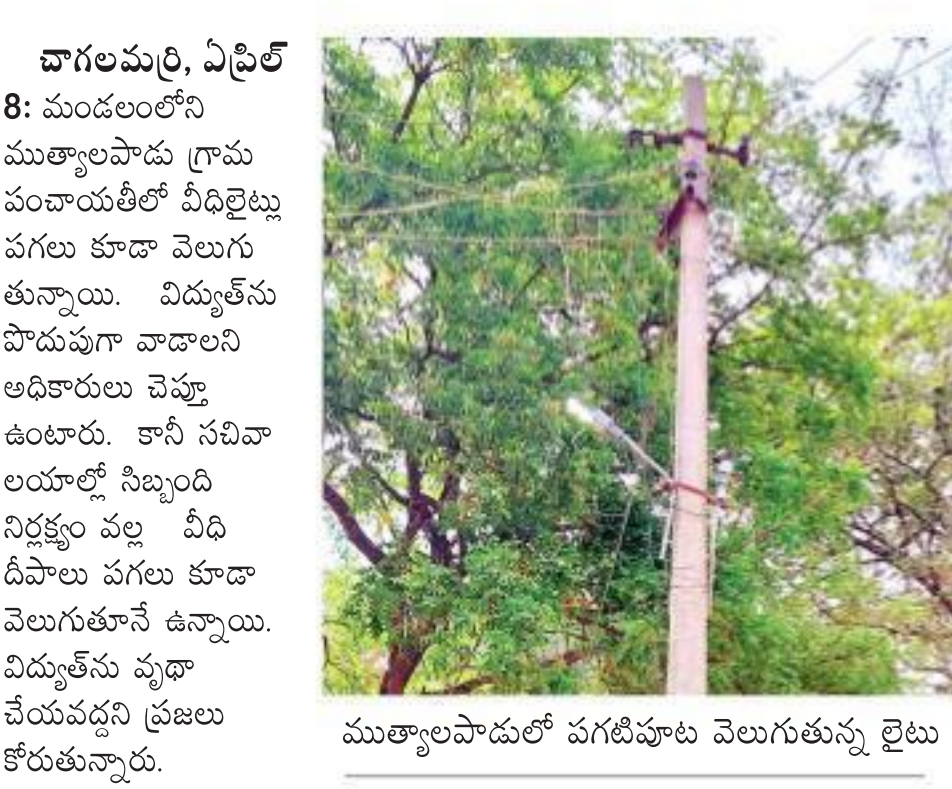 చాగలమర్రి, ఏప్రిల్
8: మండలంలోని
ముత్యాలపాడు గ్రామ
పంచాయతీలో వీధిలైట్లు
పగలు కూడా వెలుగు
తున్నాయి. విద్యుత్‌ను
పొదుపుగా వాడాలని
అధికారులు చెప్తూ
ఉంటారు. కానీ సచివా
లయాల్లో సిబ్బంది
నిర్లక్ష్యం వల్ల వీధి
దీపాలు పగలు కూడా
వెలుగుతూనే ఉన్నాయి.
విద్యుత్‌ను వృథా
చేయవద్దని ప్రజలు
కోరుతున్నారు.
ముత్యాలపాడులో పగటిపూట వెలుగుతున్న లైటు